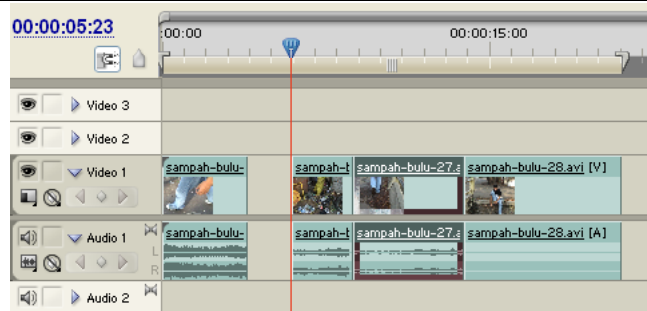 00:00:05:23
:00:00 00:00:15:00
Video 3
Video 2
Video 1 sampah-bulu- sampah-t sampah-bulu-27.a sampah-bulu-28.avi [V]
Audio 1 sampah-bulu- sampah-t sampah-bulu-27.a sampah-bulu-28.avi [A]
L
R
Audio 2